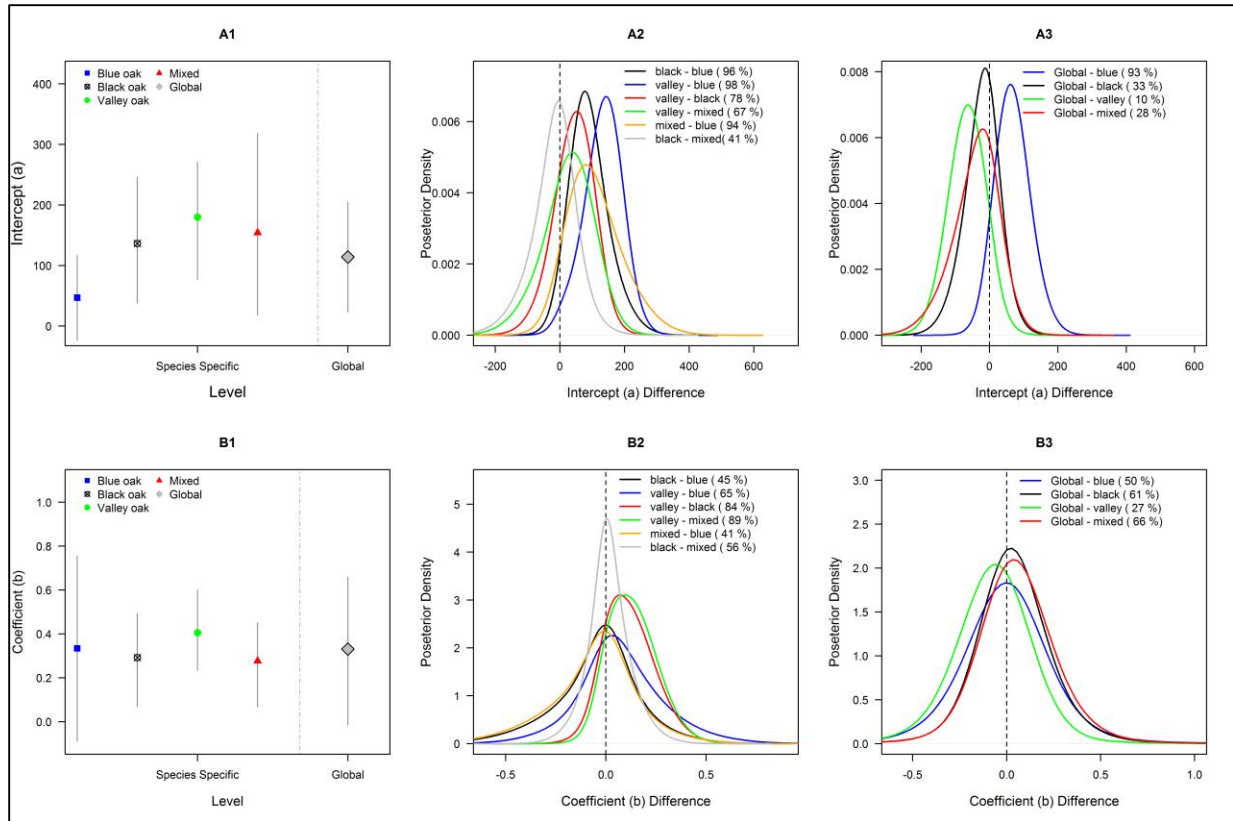 A1
Blue oak
Mixed
Black oak
Global
Valley oak
400
300
200
100
0
Intercept (a)
Species Specific
Global
Level
A2
black - blue ( 96 %)
valley - blue ( 98 %)
valley - black ( 78 %)
valley - mixed ( 67 %)
mixed - blue ( 94 %)
black - mixed( 41 %)
0.006
0.004
0.002
0.000
Poseterior Density
-200
0
200
400
600
Intercept (a) Difference
A3
Global - blue ( 93 %)
Global - black ( 33 %)
Global - valley ( 10 %)
Global - mixed ( 28 %)
0.008
0.006
0.004
0.002
0.000
Poseterior Density
-200
0
200
400
600
Intercept (a) Difference
B1
Blue oak
Mixed
Black oak
Global
Valley oak
1.0
0.8
0.6
0.4
0.2
0.0
Coefficient (b)
Species Specific
Global
Level
B2
black - blue ( 45 %)
valley - blue ( 65 %)
valley - black ( 84 %)
valley - mixed ( 89 %)
mixed - blue ( 41 %)
black - mixed ( 56 %)
5
4
3
2
1
0
Poseterior Density
-0.5
0.0
0.5
Coefficient (b) Difference
B3
Global - blue ( 50 %)
Global - black ( 61 %)
Global - valley ( 27 %)
Global - mixed ( 66 %)
3.0
2.5
2.0
1.5
1.0
0.5
0.0
Poseterior Density
-0.5
0.0
0.5
1.0
Coefficient (b) Difference